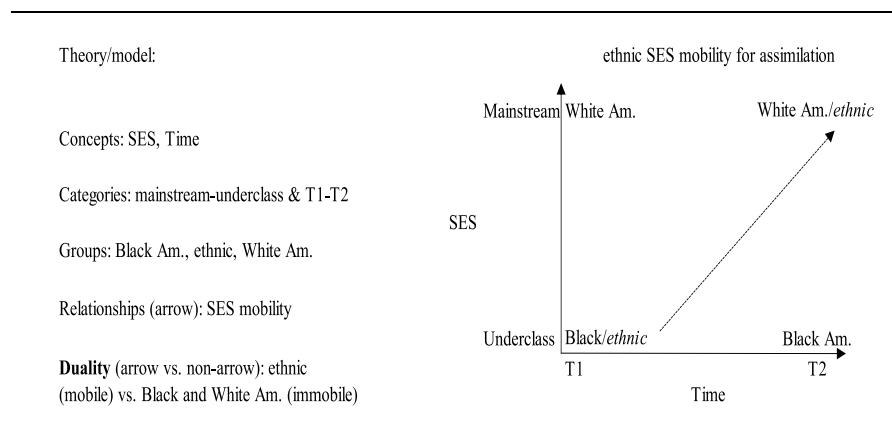 Theory/model:
ethnic SES mobility for assimilation
Concepts: SES, Time
Categories: mainstream-underclass & T1-T2
Groups: Black Am., ethnic, White Am.
Relationships (arrow): SES mobility
Duality (arrow vs. non-arrow): ethnic
(mobile) vs. Black and White Am. (immobile)
Mainstream White Am.
White Am./ethnic
SES
Underclass Black/ethnic
Black Am.
T1
T2
Time